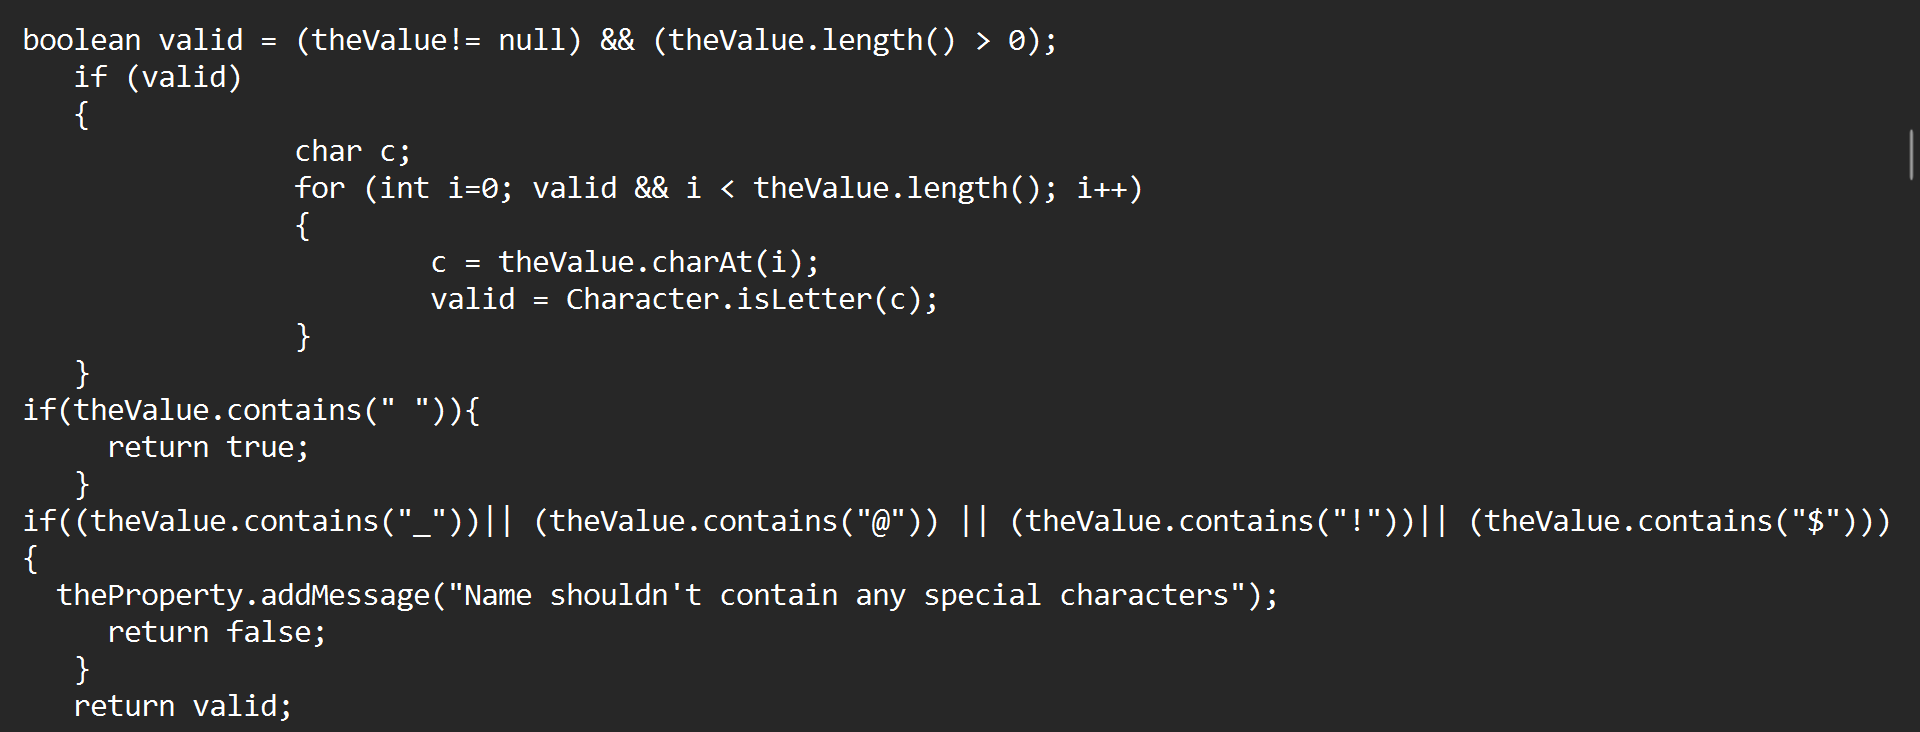 boolean valid = (theValue!= null) && (theValue.length() > 0);
if (valid)
{
char c;
for (int i=0; valid && i < theValue.length(); i++)
{
c = theValue.charAt(i);
valid = Character.isLetter(c);
}
}
if(theValue.contains(" ")){
return true;
}
if((theValue.contains("_"))|| (theValue.contains("@")) || (theValue.contains("!"))|| (theValue.contains("$")))
{
theProperty.addMessage("Name shouldn't contain any special characters");
return false;
}
return valid;